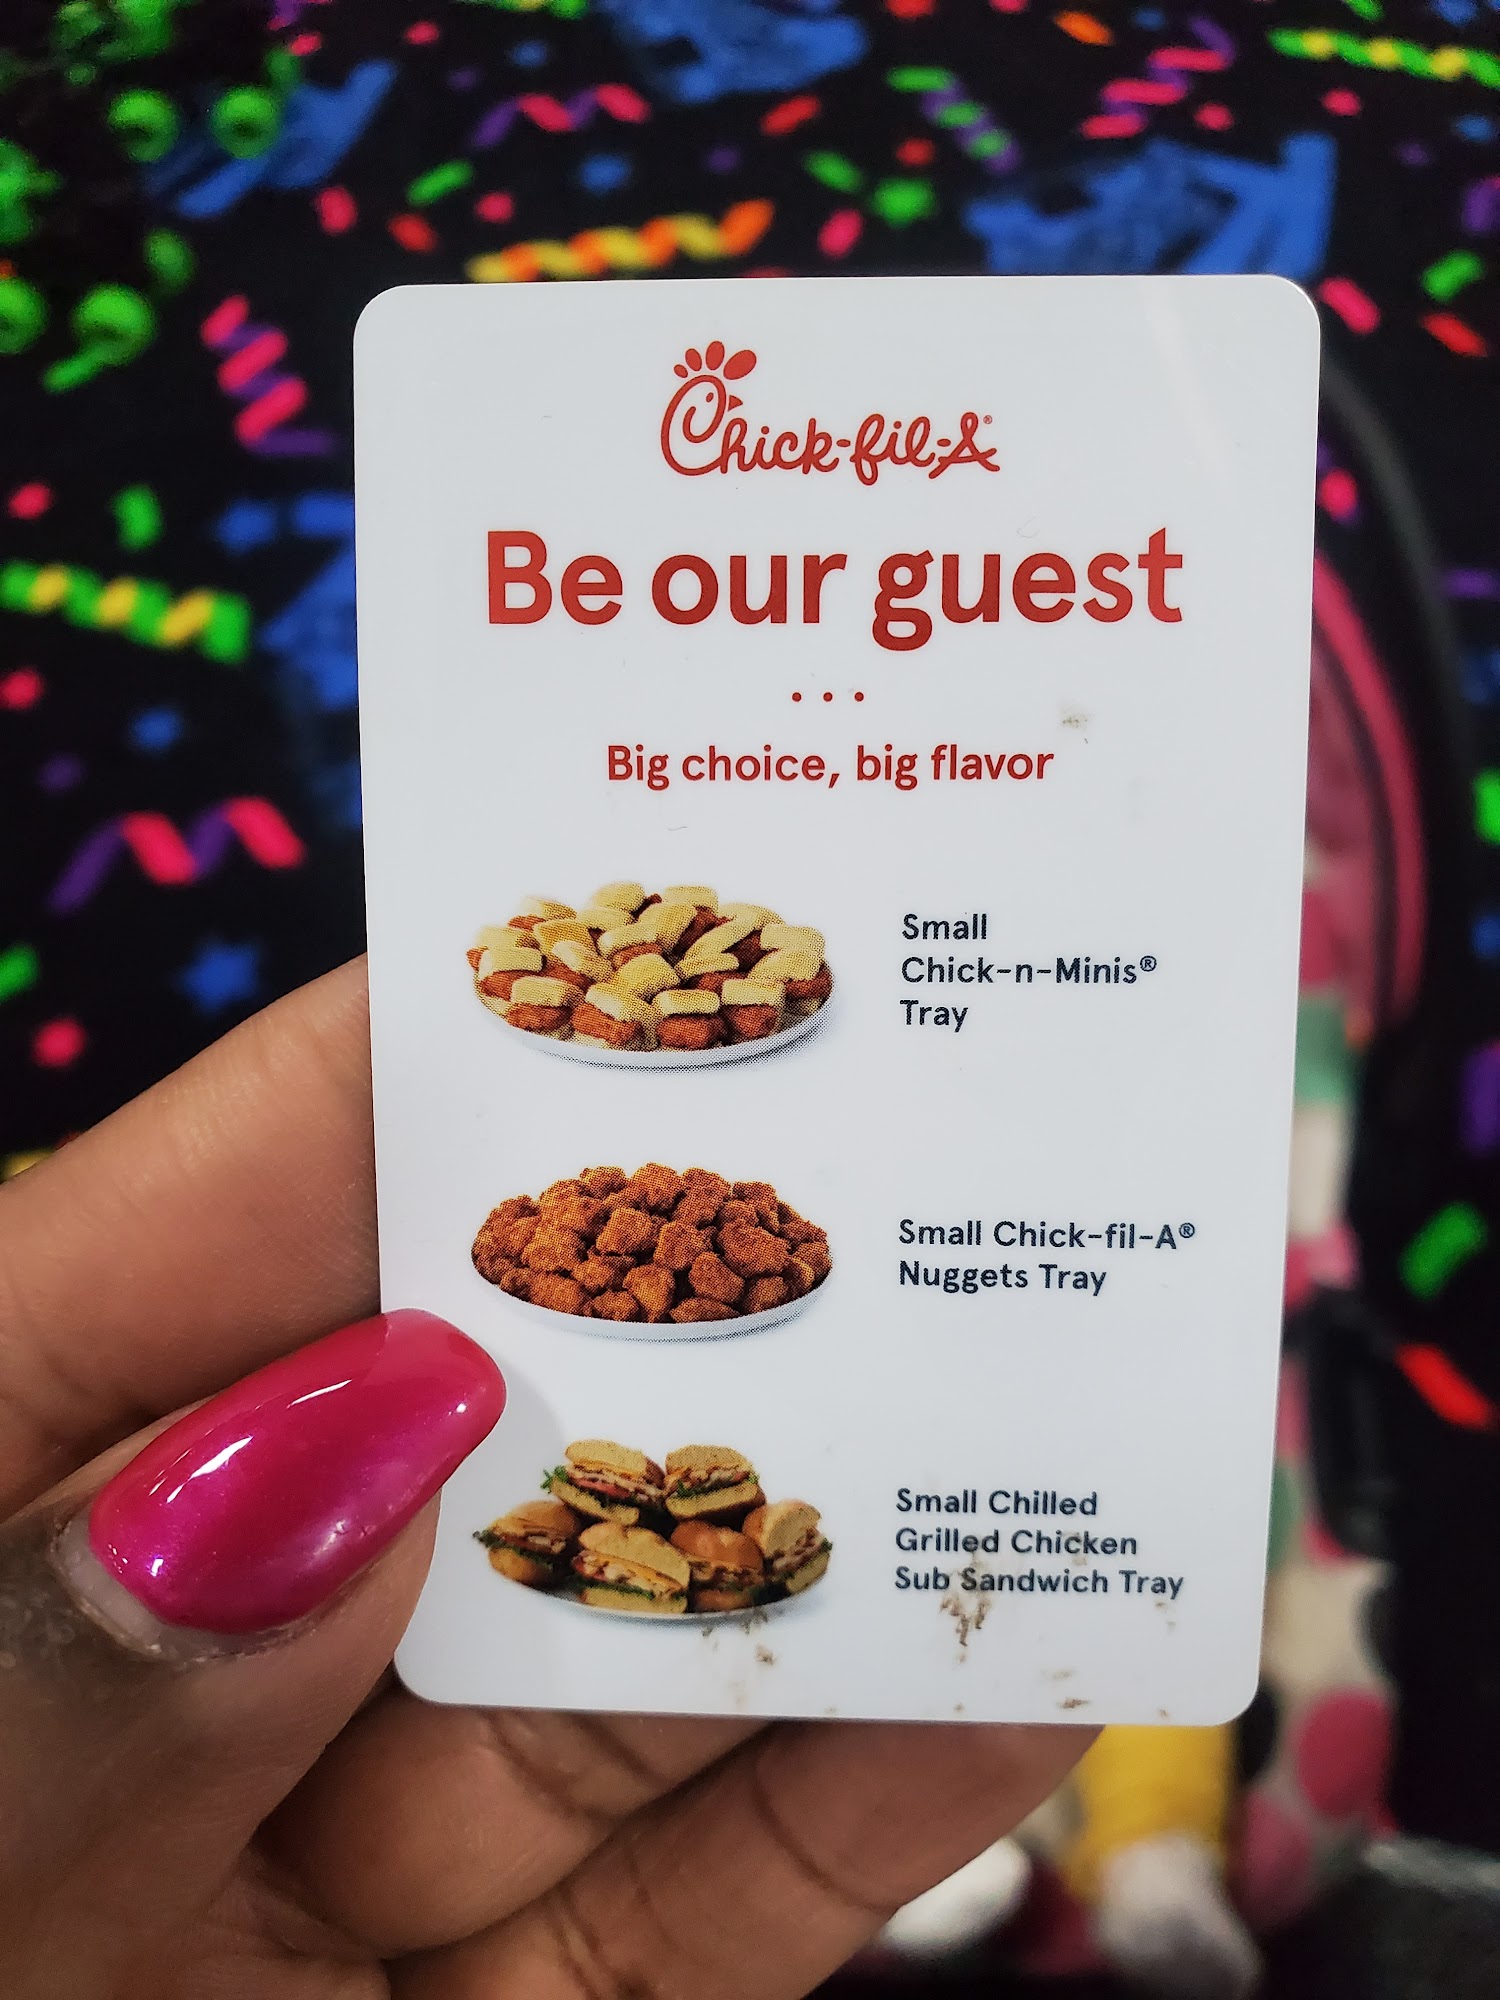 Chick-fil-A®
Be our guest
...
Big choice, big flavor
Small
Chick-n-Minis®
Tray
Small Chick-fil-A®
Nuggets Tray
Small Chilled
Grilled Chicken
Sub Sandwich Tray